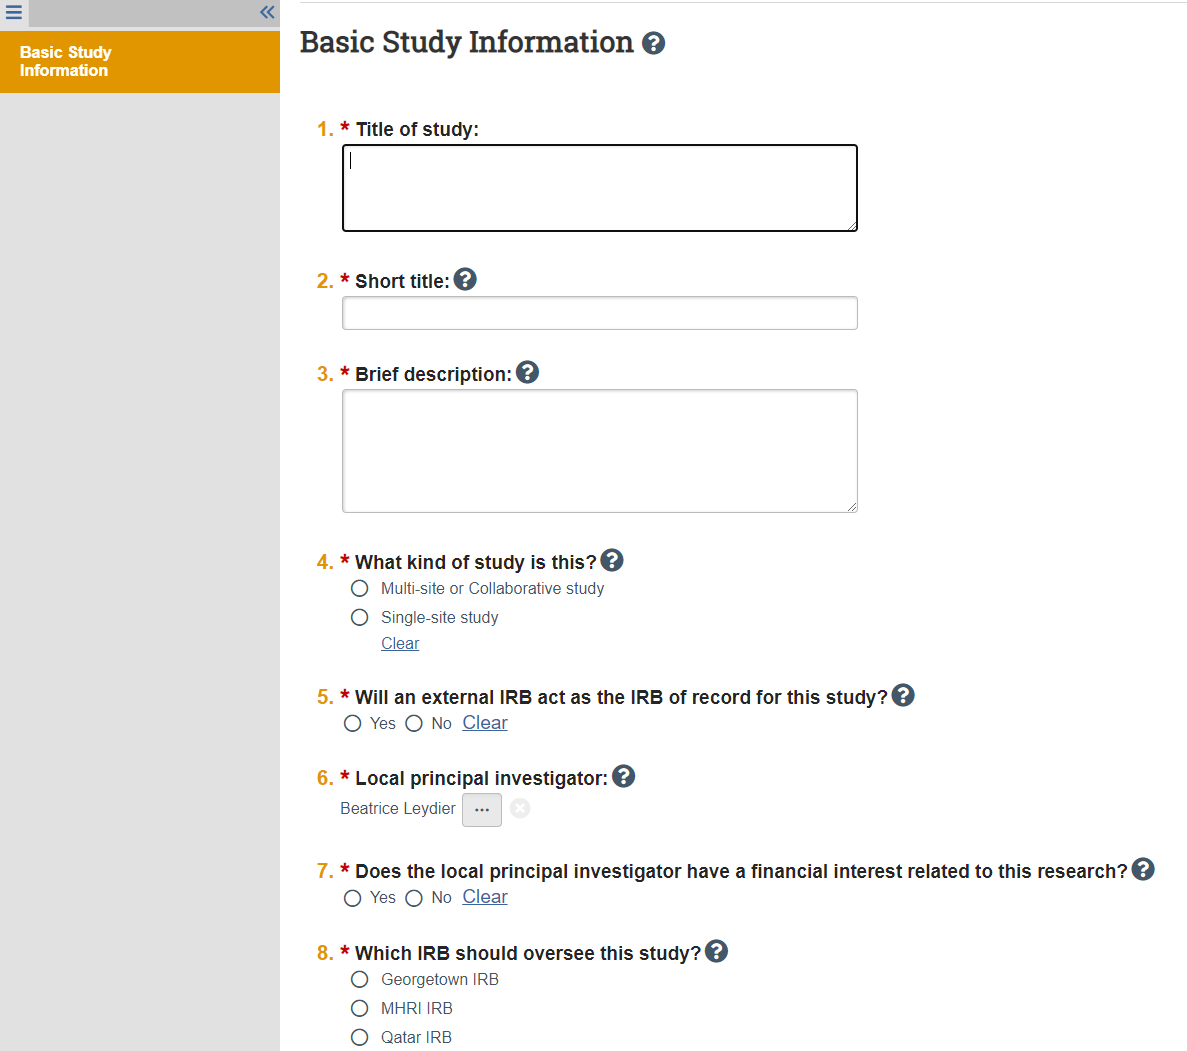 Basic Study
Information
Basic Study Information ?
1. * Title of study:
2. * Short title: ?
3. * Brief description: ?
4. * What kind of study is this? ?
Multi-site or Collaborative study
Single-site study
Clear
5. * Will an external IRB act as the IRB of record for this study? ?
Yes No Clear
6. * Local principal investigator: ?
Beatrice Leydier ...
7. * Does the local principal investigator have a financial interest related to this research? ?
Yes No Clear
8. * Which IRB should oversee this study? ?
Georgetown IRB
MHRI IRB
Qatar IRB